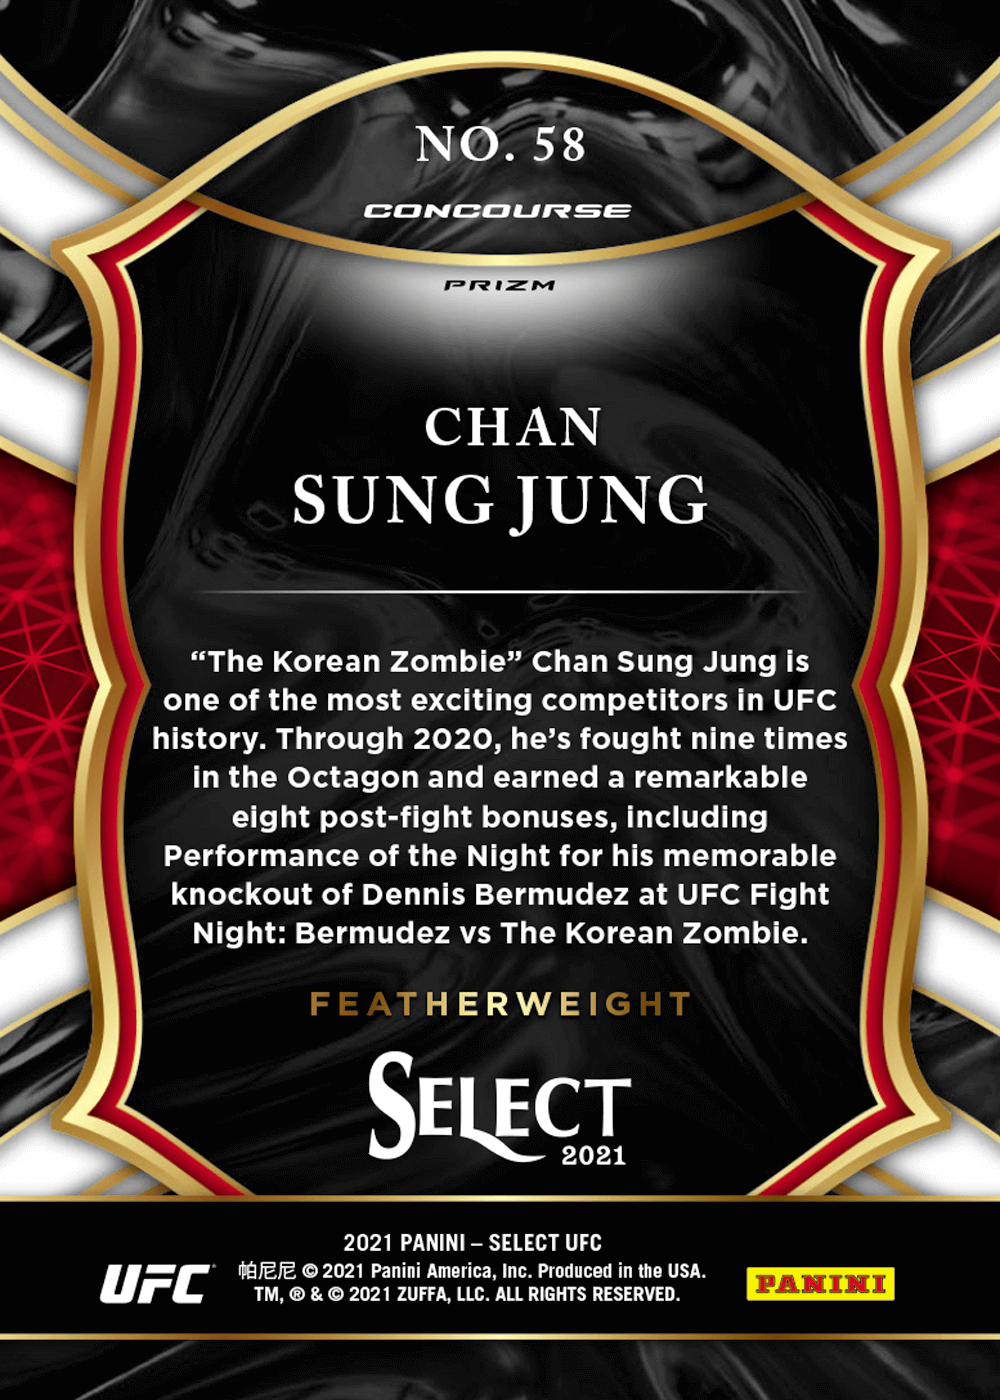 NO. 58
CONCOURSE
PRIZM
CHAN
SUNG JUNG
“The Korean Zombie” Chan Sung Jung is
one of the most exciting competitors in UFC
history. Through 2020, he’s fought nine times
in the Octagon and earned a remarkable
eight post-fight bonuses, including
Performance of the Night for his memorable
knockout of Dennis Bermudez at UFC Fight
Night: Bermudez vs The Korean Zombie.
FEATHERWEIGHT
SELECT
2021
2021 PANINI – SELECT UFC
帕尼尼 © 2021 Panini America, Inc. Produced in the USA.
TM, ® & © 2021 ZUFFA, LLC. ALL RIGHTS RESERVED.
UFC
PANINI